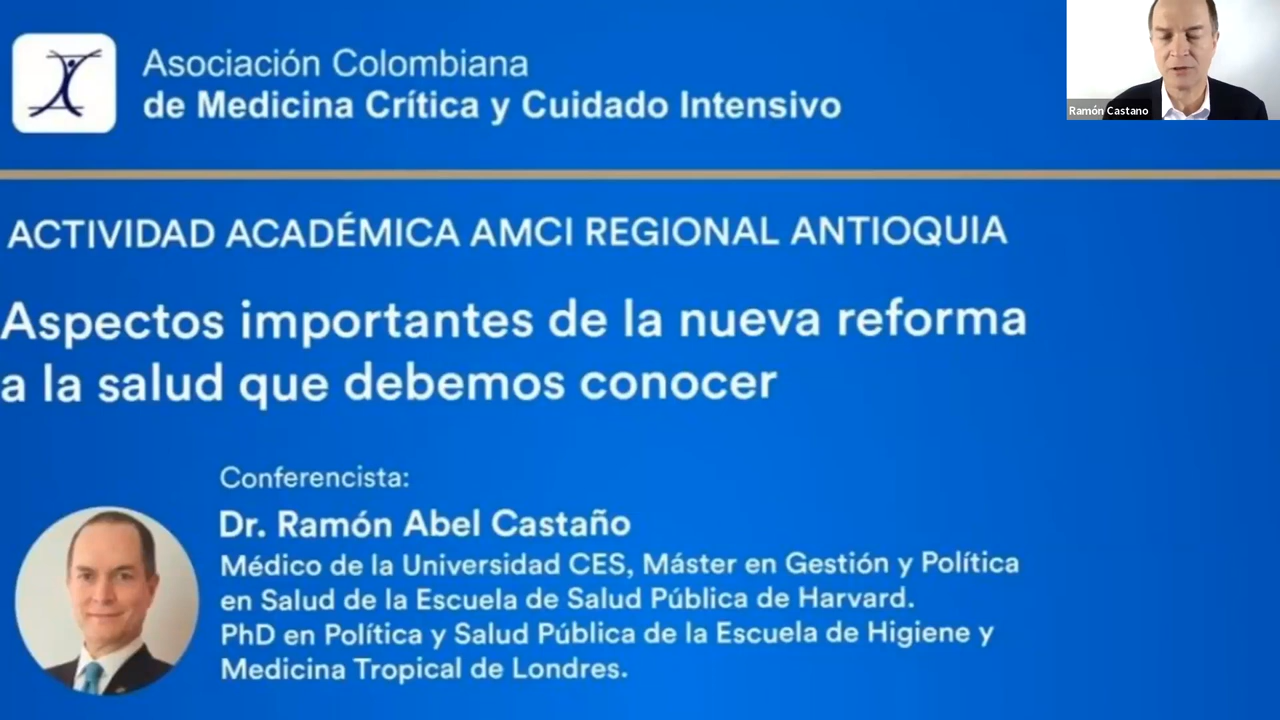 Asociación Colombiana
de Medicina Crítica y Cuidado Intensivo
Ramón Castano
ACTIVIDAD ACADÉMICA AMCI REGIONAL ANTIOQUIA
Aspectos importantes de la nueva reforma
a la salud que debemos conocer
Conferencista:
Dr. Ramón Abel Castaño
Médico de la Universidad CES, Máster en Gestión y Política
en Salud de la Escuela de Salud Pública de Harvard.
PhD en Política y Salud Pública de la Escuela de Higiene y
Medicina Tropical de Londres.